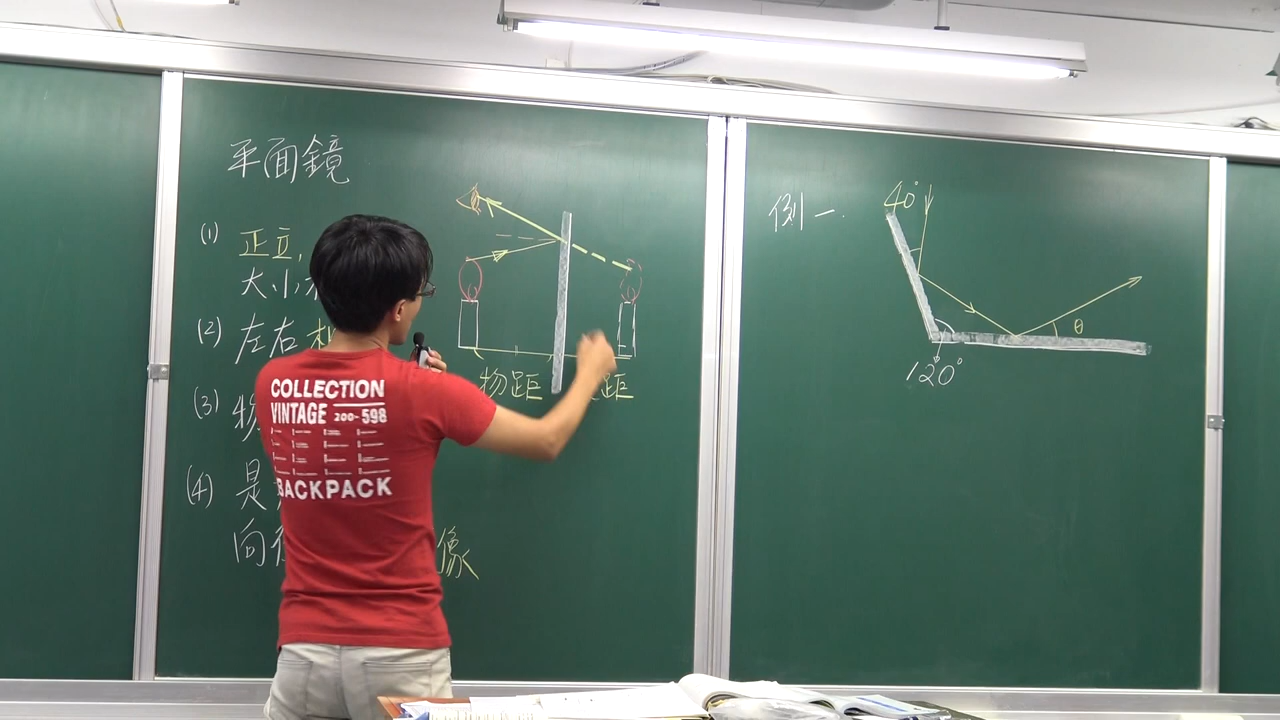 平面鏡
(1) 正立,
大小
(2) 左右
(3) 物
(4) 是
向
像
物距
距
例一.
40°
θ
120°
COLLECTION
VINTAGE 200-598
BACKPACK